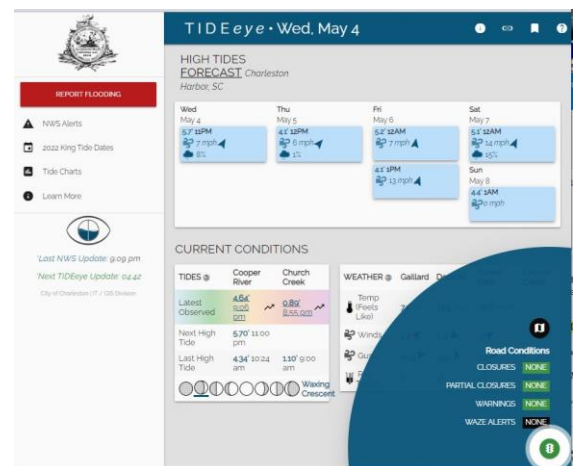 TIDEeye • Wed, May 4
REPORT FLOODING
NWS Alerts
2022 King Tide Dates
Tide Charts
Learn More
"Last NWS Update: 9:09 pm
"Next TIDEeye Update: 04:42
City of Charleston | IT / GIS Division
HIGH TIDES
FORECAST Charleston
Harbor, SC
Wed
May 4
5.7' 11PM
7 mph
8%
Thu
May 5
4.1' 12PM
6 mph
1%
Fri
May 6
5.2' 12AM
7 mph
4.1' 1PM
13 mph
Sat
May 7
5.1' 12AM
14 mph
15%
Sun
May 8
4.4' 1AM
0 mph
CURRENT CONDITIONS
TIDES @ Cooper River Church Creek
Latest Observed 4.64' 9:06 pm 0.89' 8:55 pm
Next High Tide 5.70' 11:00 pm
Last High Tide 4.34' 10:24 am 1.10' 9:00 am
Waxing Crescent
WEATHER @ Gaillard
Temp (Feels Like)
Winds
Road Conditions
CLOSURES NONE
PARTIAL CLOSURES NONE
WARNINGS NONE
WAZE ALERTS NONE